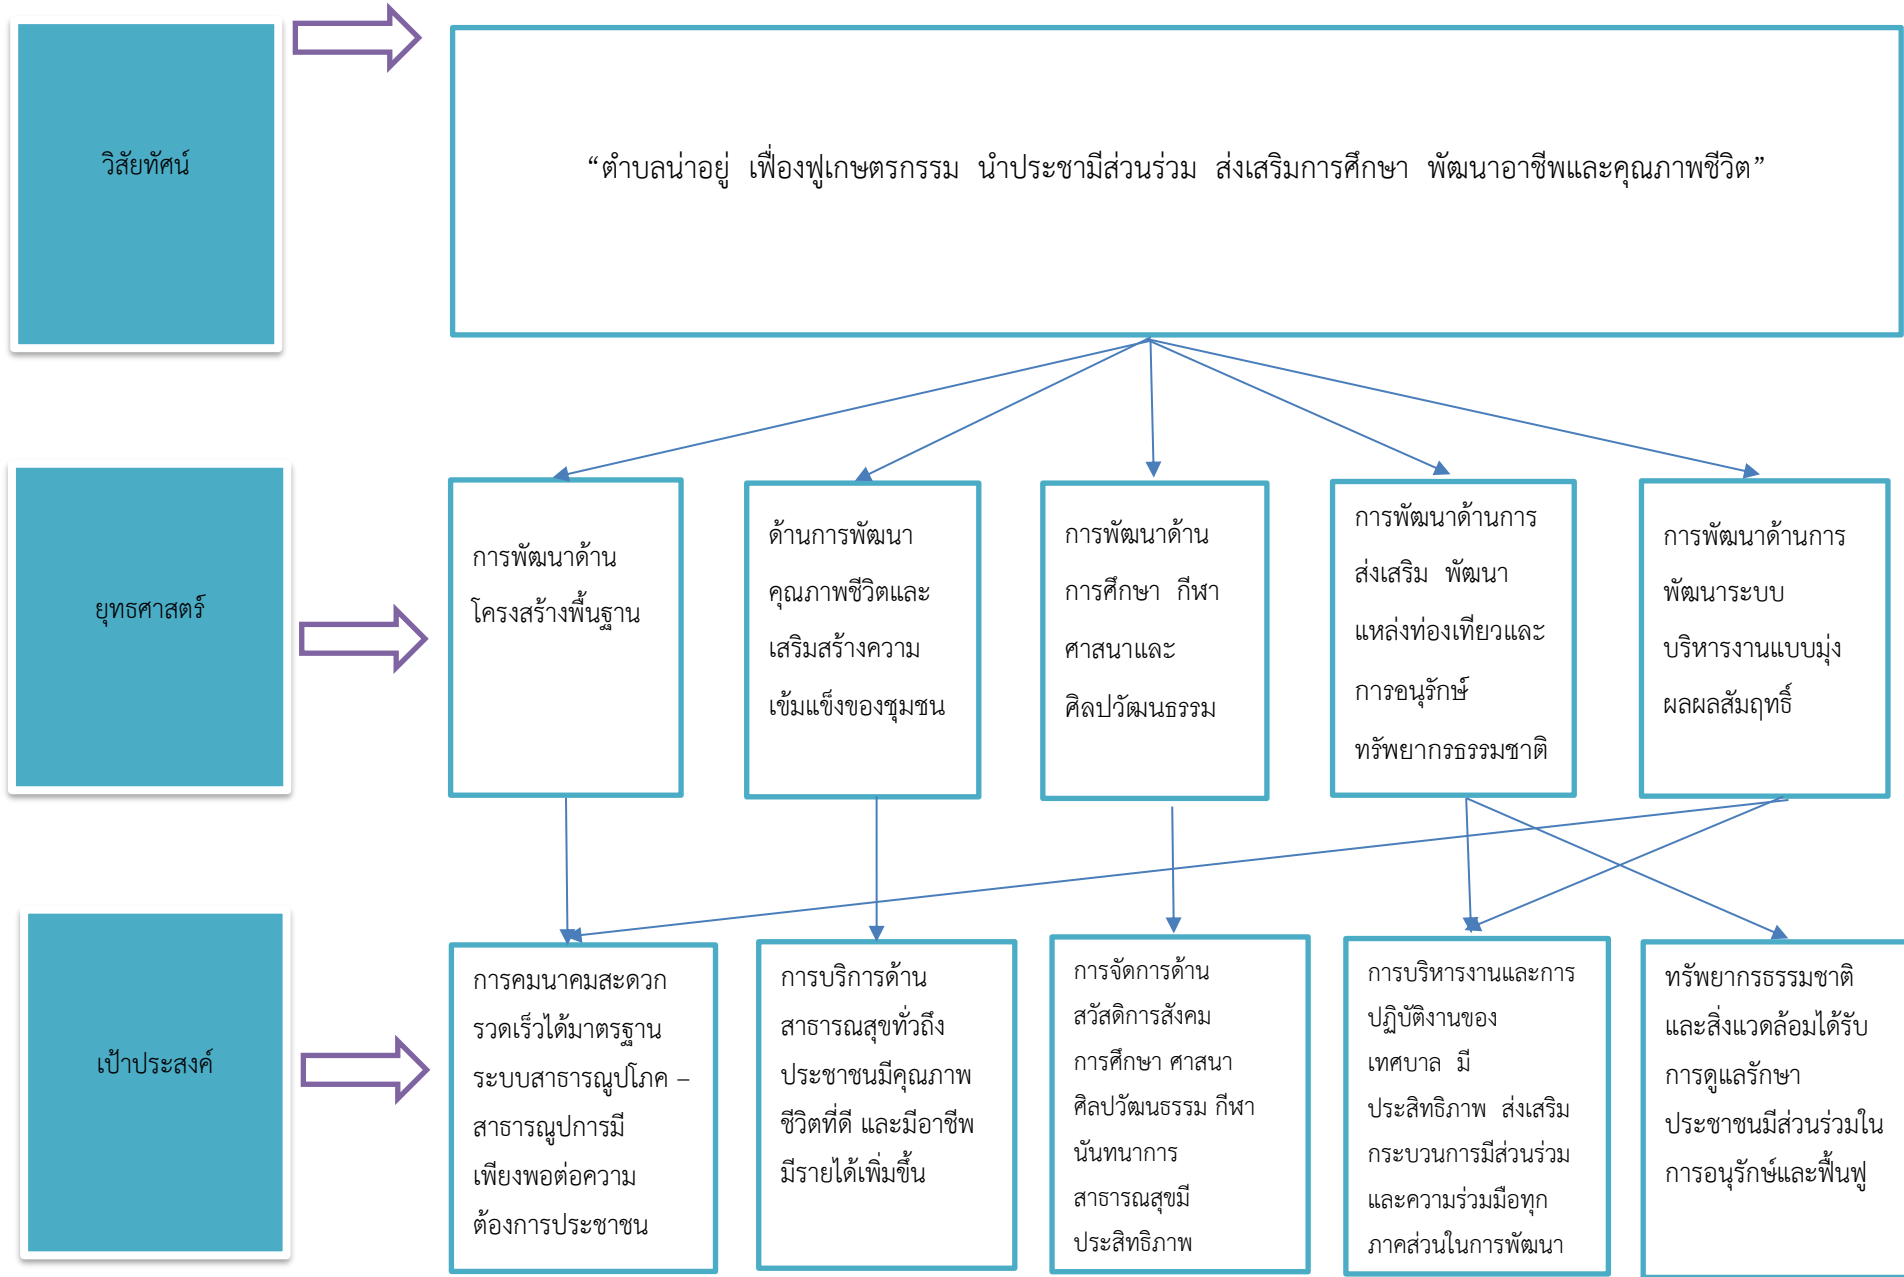 วิสัยทัศน์
“ตำบลน่าอยู่ เฟื่องฟูเกษตรกรรม นำประชามีส่วนร่วม ส่งเสริมการศึกษา พัฒนาอาชีพและคุณภาพชีวิต”
ยุทธศาสตร์
การพัฒนาด้าน
โครงสร้างพื้นฐาน
ด้านการพัฒนา
คุณภาพชีวิตและ
เสริมสร้างความ
เข้มแข็งของชุมชน
การพัฒนาด้าน
การศึกษา กีฬา
ศาสนาและ
ศิลปวัฒนธรรม
การพัฒนาด้านการ
ส่งเสริม พัฒนา
แหล่งท่องเที่ยวและ
การอนุรักษ์
ทรัพยากรธรรมชาติ
การพัฒนาด้านการ
พัฒนาระบบ
บริหารงานแบบมุ่ง
ผลผลสัมฤทธิ์
เป้าประสงค์
การคมนาคมสะดวก
รวดเร็วได้มาตรฐาน
ระบบสาธารณูปโภค –
สาธารณูปการมี
เพียงพอต่อความ
ต้องการประชาชน
การบริการด้าน
สาธารณสุขทั่วถึง
ประชาชนมีคุณภาพ
ชีวิตที่ดี และมีอาชีพ
มีรายได้เพิ่มขึ้น
การจัดการด้าน
สวัสดิการสังคม
การศึกษา ศาสนา
ศิลปวัฒนธรรม กีฬา
นันทนาการ
สาธารณสุขมี
ประสิทธิภาพ
การบริหารงานและการ
ปฏิบัติงานของ
เทศบาล มี
ประสิทธิภาพ ส่งเสริม
กระบวนการมีส่วนร่วม
และความร่วมมือทุก
ภาคส่วนในการพัฒนา
ทรัพยากรธรรมชาติ
และสิ่งแวดล้อมได้รับ
การดูแลรักษา
ประชาชนมีส่วนร่วมใน
การอนุรักษ์และฟื้นฟู